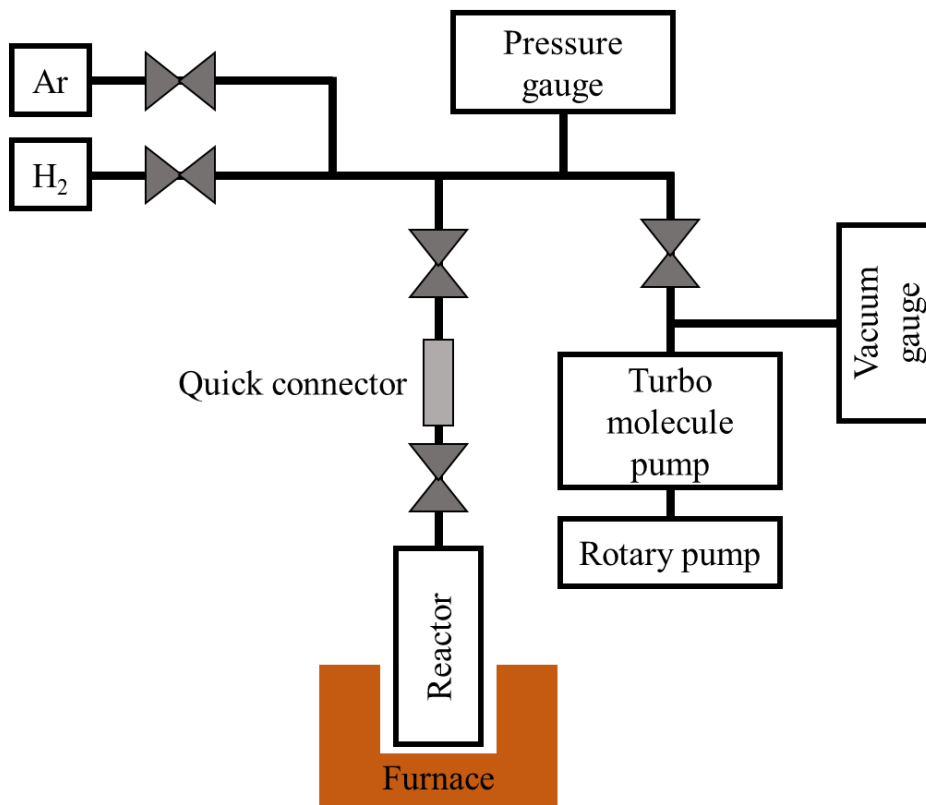 Ar
H₂
Pressure
gauge
Vacuum
gauge
Quick connector
Turbo
molecule
pump
Rotary pump
Reactor
Furnace